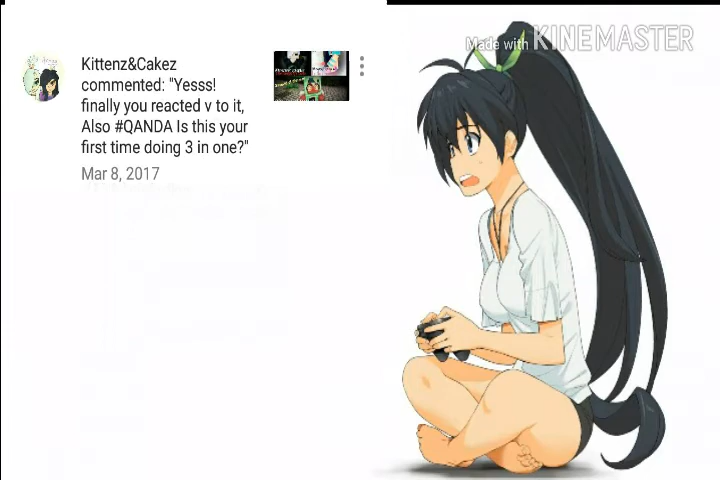 Kittenz&Cakez
commented: "Yesss!
finally you reacted v to it,
Also #QANDA Is this your
first time doing 3 in one?"
Mar 8, 2017
Made with KINEMASTER